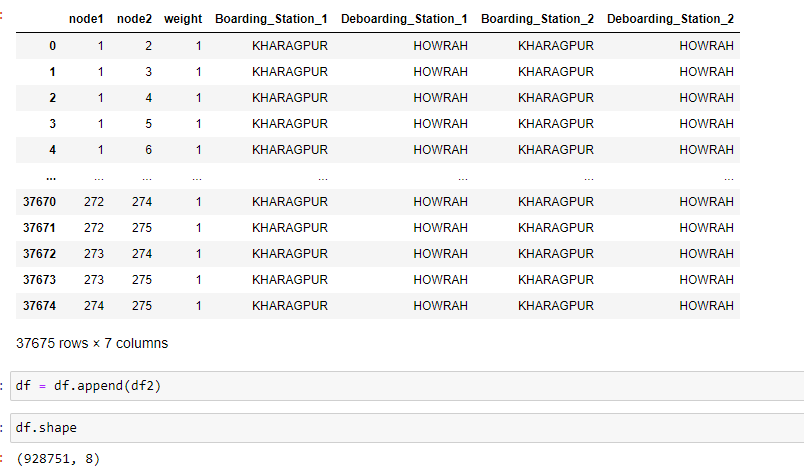 node1 node2 weight Boarding_Station_1 Deboarding_Station_1 Boarding_Station_2 Deboarding_Station_2
0 1 2 1 KHARAGPUR HOWRAH KHARAGPUR HOWRAH
1 1 3 1 KHARAGPUR HOWRAH KHARAGPUR HOWRAH
2 1 4 1 KHARAGPUR HOWRAH KHARAGPUR HOWRAH
3 1 5 1 KHARAGPUR HOWRAH KHARAGPUR HOWRAH
4 1 6 1 KHARAGPUR HOWRAH KHARAGPUR HOWRAH
... ... ... ... ... ... ... ...
37670 272 274 1 KHARAGPUR HOWRAH KHARAGPUR HOWRAH
37671 272 275 1 KHARAGPUR HOWRAH KHARAGPUR HOWRAH
37672 273 274 1 KHARAGPUR HOWRAH KHARAGPUR HOWRAH
37673 273 275 1 KHARAGPUR HOWRAH KHARAGPUR HOWRAH
37674 274 275 1 KHARAGPUR HOWRAH KHARAGPUR HOWRAH
37675 rows × 7 columns
: df = df.append(df2)
: df.shape
: (928751, 8)